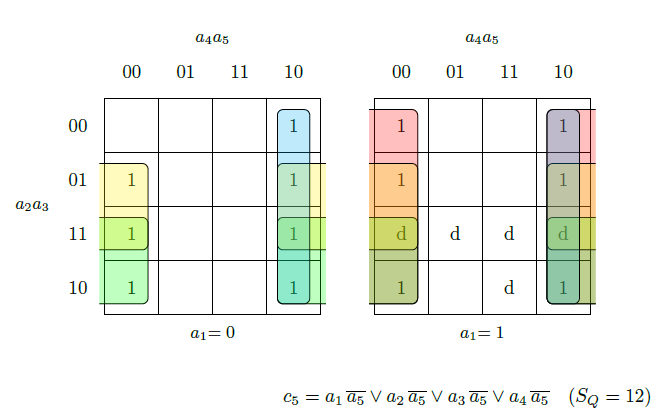 a₄a₅ a₄a₅
00 01 11 10 00 01 11 10
00 1 1 1
01 1 1 1 1
a₂a₃
11 1 1 d d d d
10 1 1 1 d 1
a₁= 0 a₁= 1
c₅ = a₁ a̅₅̅ ∨ a₂ a̅₅̅ ∨ a₃ a̅₅̅ ∨ a₄ a̅₅̅ (S_Q = 12)